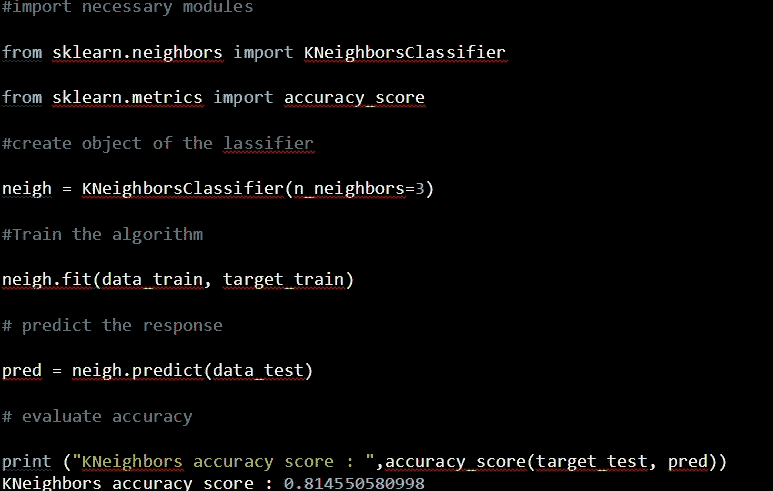 #import necessary modules
from sklearn.neighbors import KNeighborsClassifier
from sklearn.metrics import accuracy_score
#create object of the lassifier
neigh = KNeighborsClassifier(n_neighbors=3)
#Train the algorithm
neigh.fit(data_train, target_train)
# predict the response
pred = neigh.predict(data_test)
# evaluate accuracy
print ("KNeighbors accuracy score : ",accuracy_score(target_test, pred))
KNeighbors accuracy score : 0.814550580998